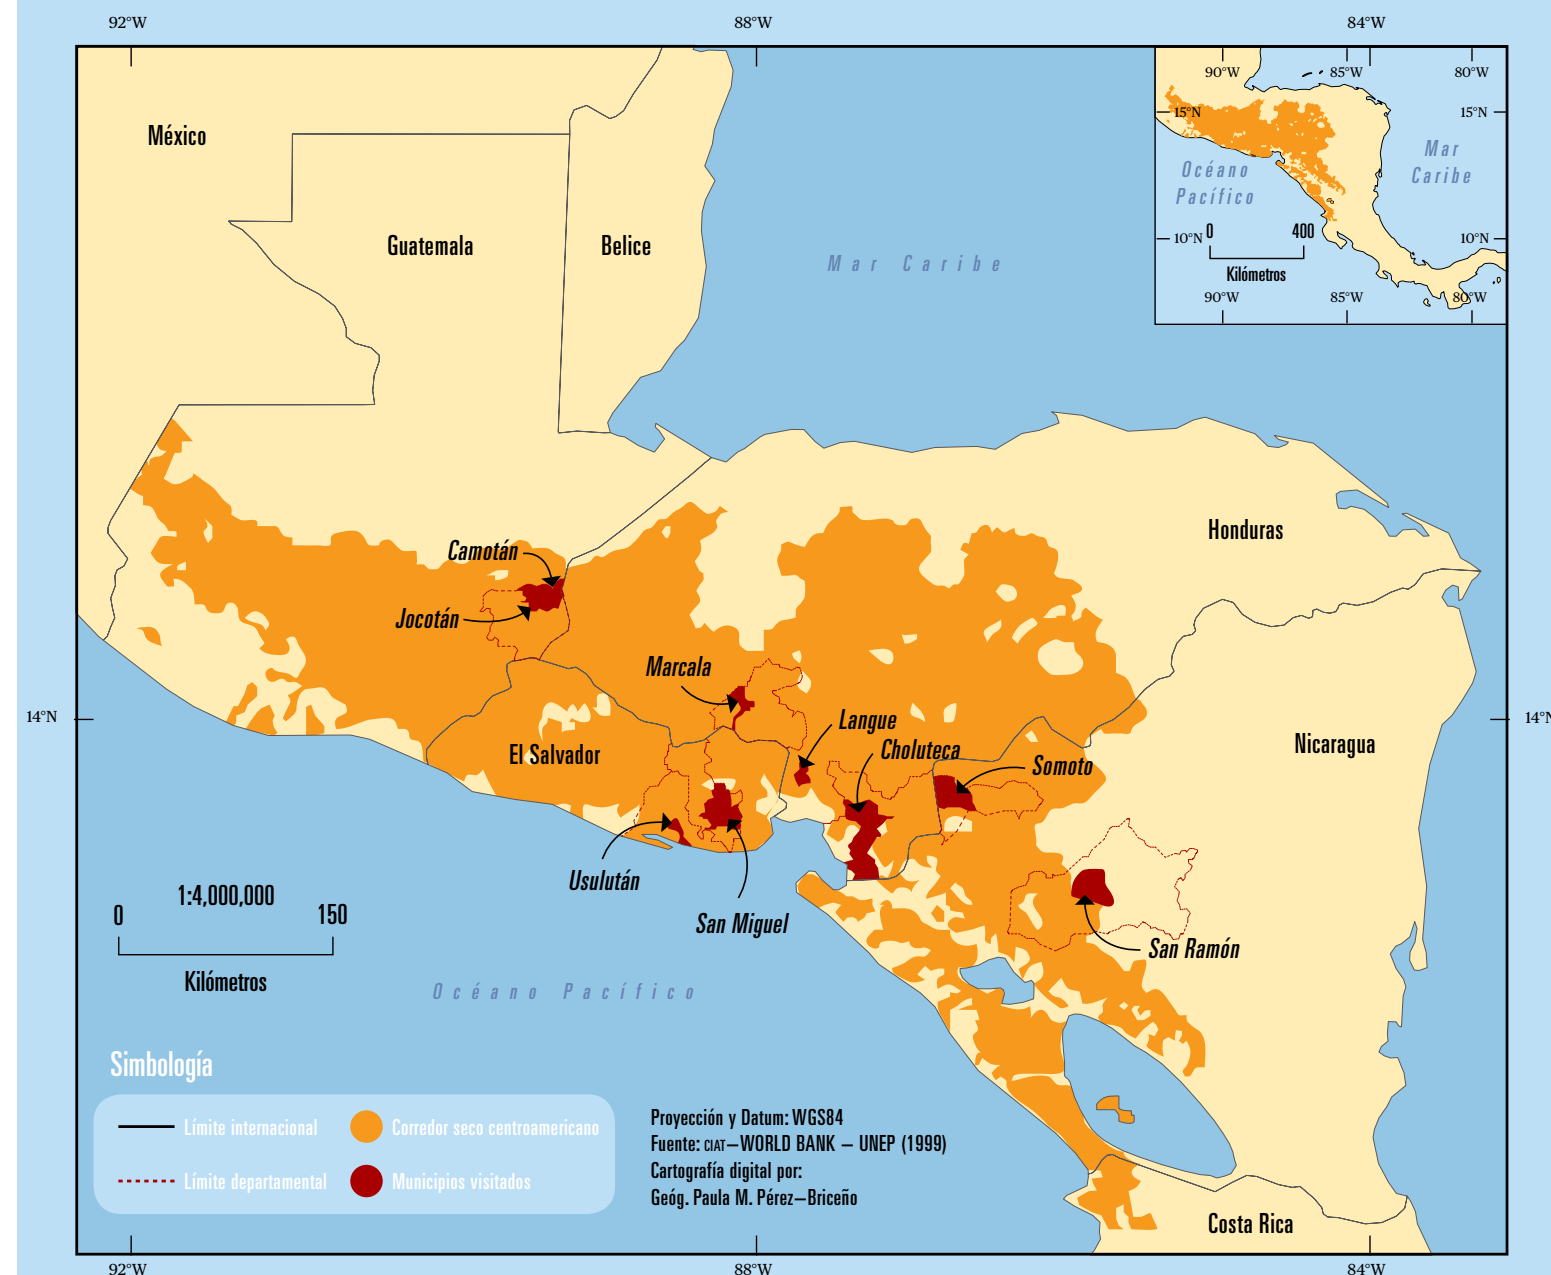 92°W
88°W
84°W
México
Guatemala
Belice
Mar Caribe
90°W
85°W
80°W
15°N
15°N
Mar
Caribe
Océano
Pacífico
10°N
0
400
10°N
Kilómetros
90°W
85°W
80°W
Honduras
Camotán
Jocotán
Marcala
14°N
Langue
14°N
Choluteca
El Salvador
Somoto
Nicaragua
Usulután
San Miguel
San Ramón
1:4,000,000
0
150
Kilómetros
Océano Pacífico
Simbología
Límite internacional
Corredor seco centroamericano
Límite departamental
Municipios visitados
Proyección y Datum: WGS84
Fuente: CIAT—WORLD BANK — UNEP (1999)
Cartografía digital por:
Geóg. Paula M. Pérez—Briceño
Costa Rica
92°W
88°W
84°W